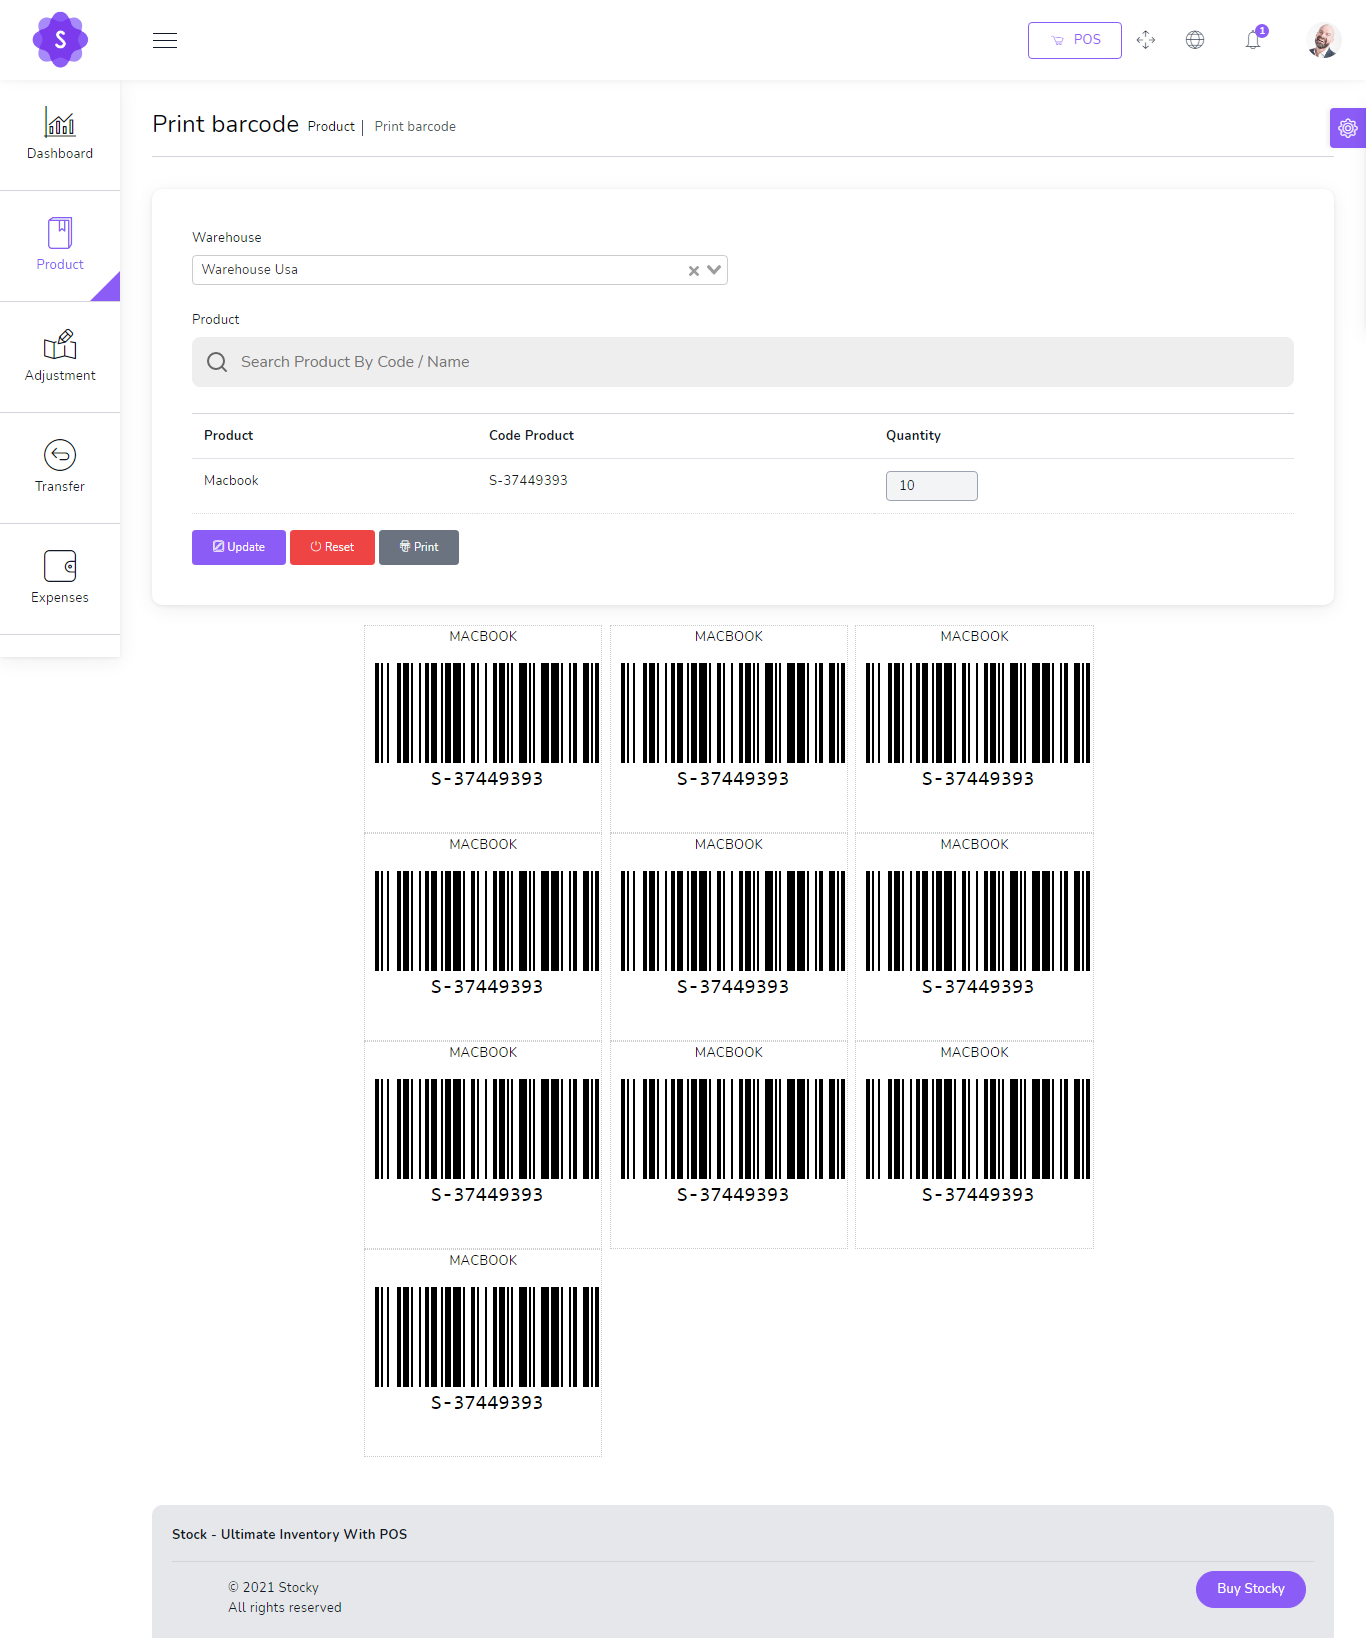 S
POS
1
Dashboard
Product
Adjustment
Transfer
Expenses
Print barcode Product | Print barcode
Warehouse
Warehouse Usa
Product
Search Product By Code / Name
Product Code Product Quantity
Macbook S-37449393 10
Update Reset Print
MACBOOK MACBOOK MACBOOK
S-37449393 S-37449393 S-37449393
MACBOOK MACBOOK MACBOOK
S-37449393 S-37449393 S-37449393
MACBOOK MACBOOK MACBOOK
S-37449393 S-37449393 S-37449393
MACBOOK
S-37449393
Stock - Ultimate Inventory With POS
© 2021 Stocky
All rights reserved
Buy Stocky